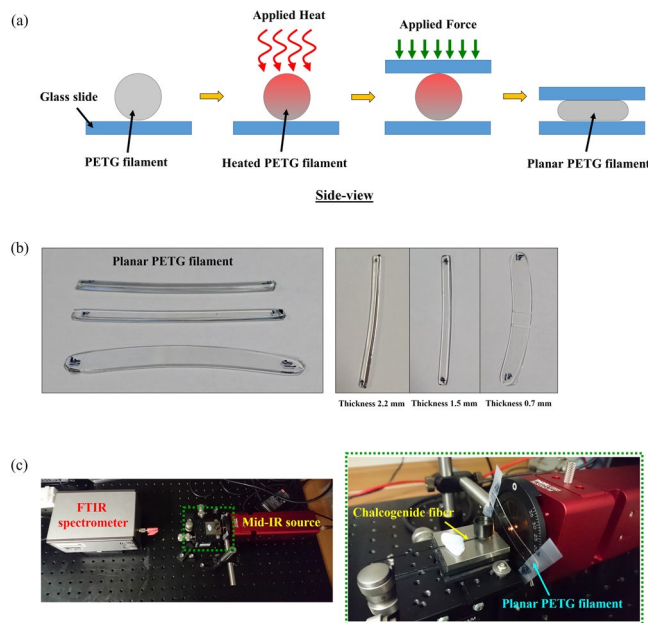 (a)
Applied Heat
Applied Force
Glass slide
PETG filament
Heated PETG filament
Planar PETG filament
Side-view
(b)
Planar PETG filament
Thickness 2.2 mm
Thickness 1.5 mm
Thickness 0.7 mm
(c)
FTIR
spectrometer
Mid-IR source
Chalcogenide fiber
Planar PETG filament